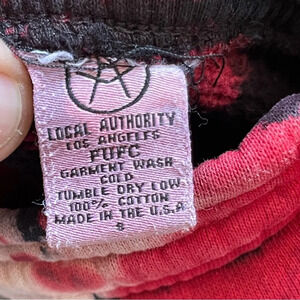 LOCAL AUTHORITY
LOS ANGELES
FUFC
GARMENT WASH
COLD
TUMBLE DRY LOW
100% COTTON
MADE IN THE U.S.A
S